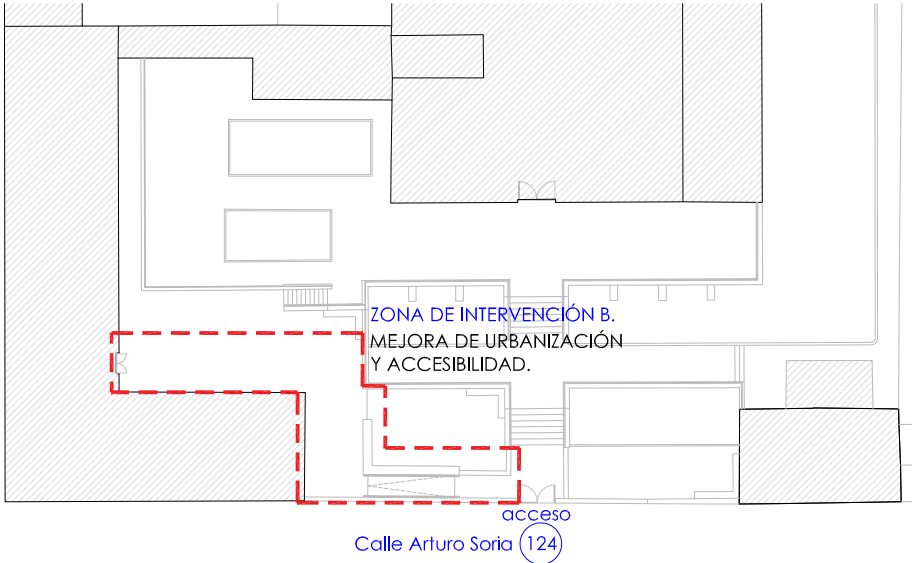 ZONA DE INTERVENCIÓN B.
MEJORA DE URBANIZACIÓN
Y ACCESIBILIDAD.
acceso
Calle Arturo Soria 124